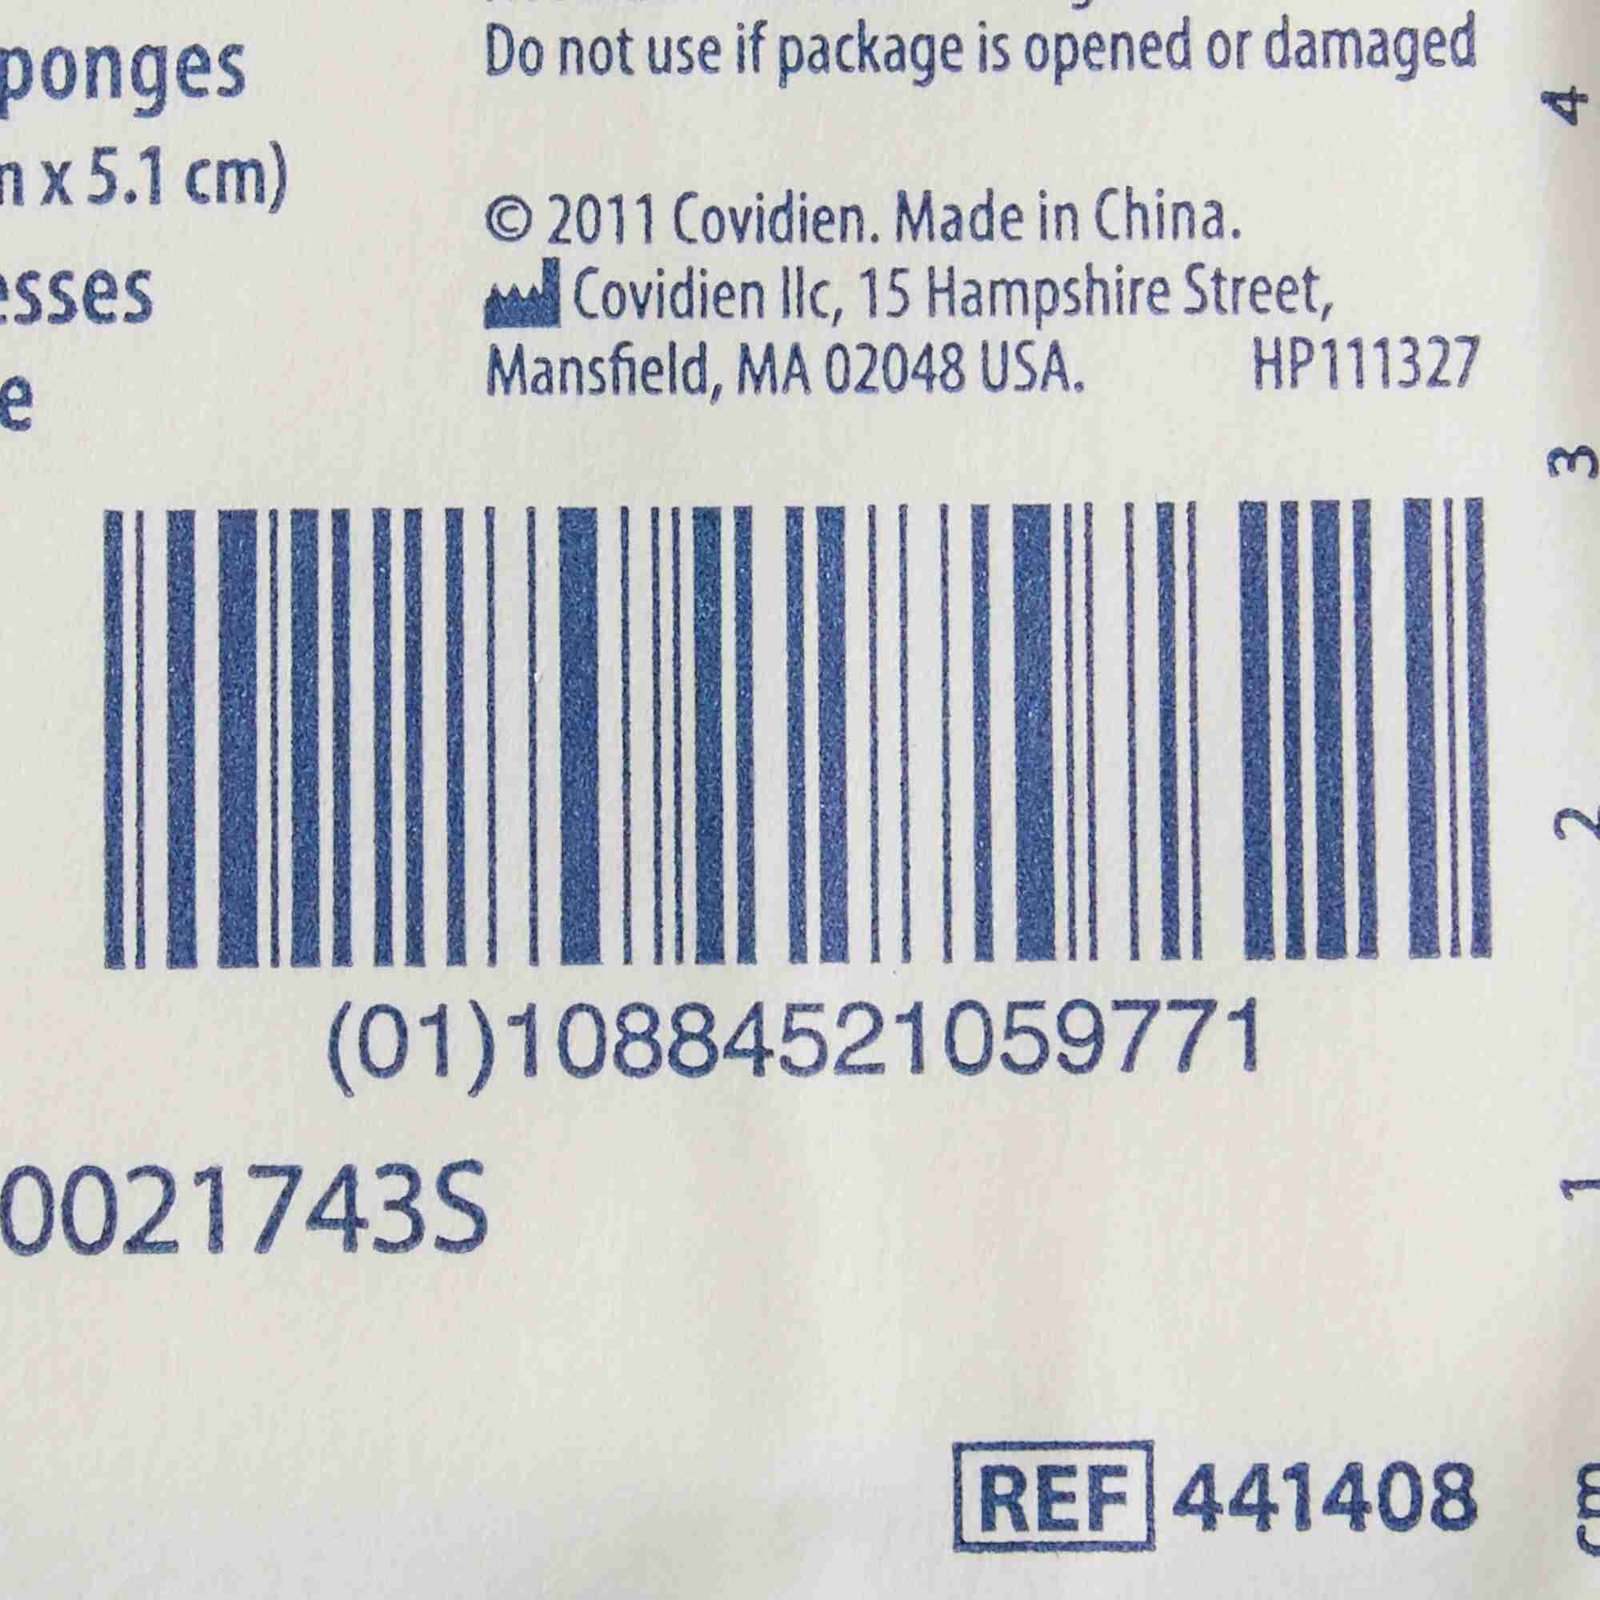 ponges
x 5.1 cm)
esses
e
Do not use if package is opened or damaged
© 2011 Covidien. Made in China.
Covidien llc, 15 Hampshire Street,
Mansfield, MA 02048 USA. HP111327
(01)10884521059771
0021743S
REF 441408
4
3
2
1
cm